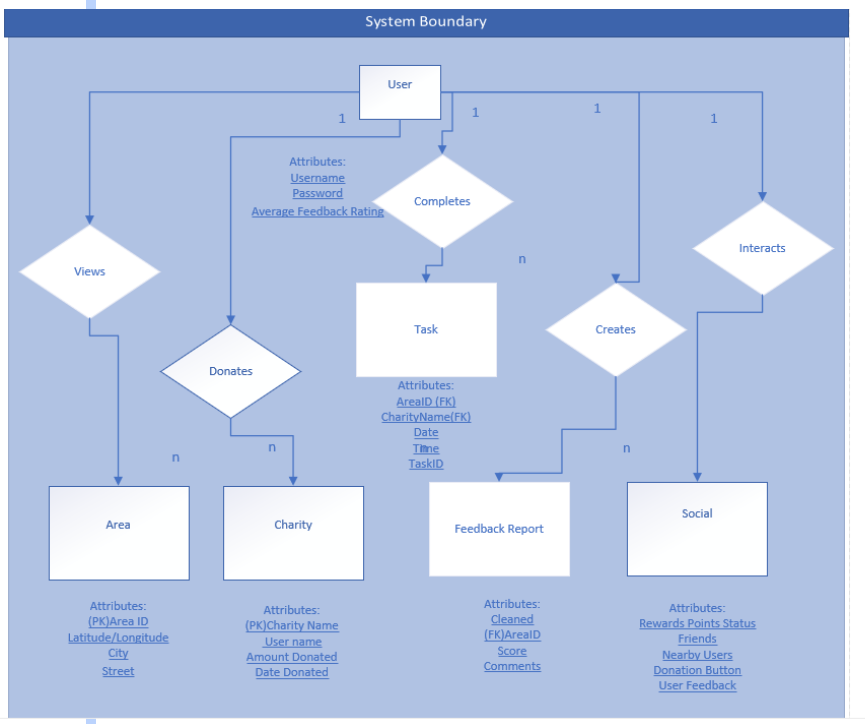 System Boundary
User
1
1
1
1
Attributes:
Username
Password
Average Feedback Rating
Completes
Interacts
Views
n
Task
Creates
Donates
Attributes:
AreaID (FK)
CharityName(FK)
Date
Time
n
TaskID
n
n
n
Area
Charity
Feedback Report
Social
Attributes:
(PK)Area ID
Latitude/Longitude
City
Street
Attributes:
(PK)Charity Name
User name
Amount Donated
Date Donated
Attributes:
Cleaned
(FK)AreaID
Score
Comments
Attributes:
Rewards Points Status
Friends
Nearby Users
Donation Button
User Feedback